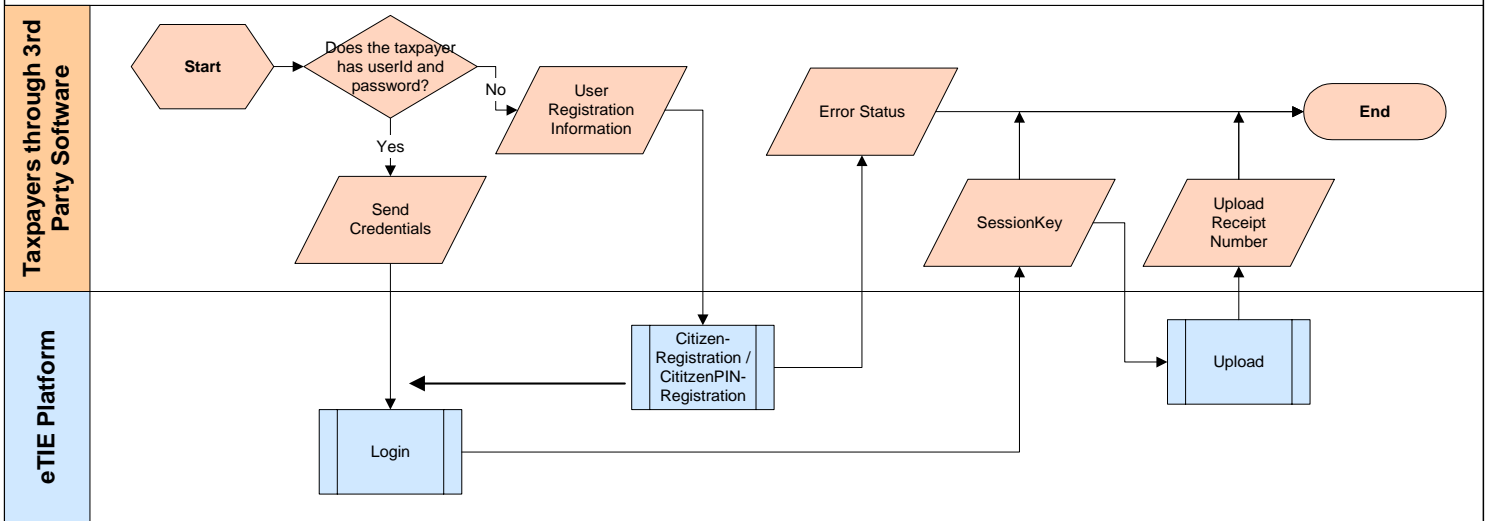 Taxpayers through 3rd
Party Software
Start
Does the taxpayer
has userId and
password?
No
Yes
User
Registration
Information
Send
Credentials
Error Status
SessionKey
Upload
Receipt
Number
End
eTIE Platform
Citizen-
Registration /
CititzenPIN-
Registration
Login
Upload